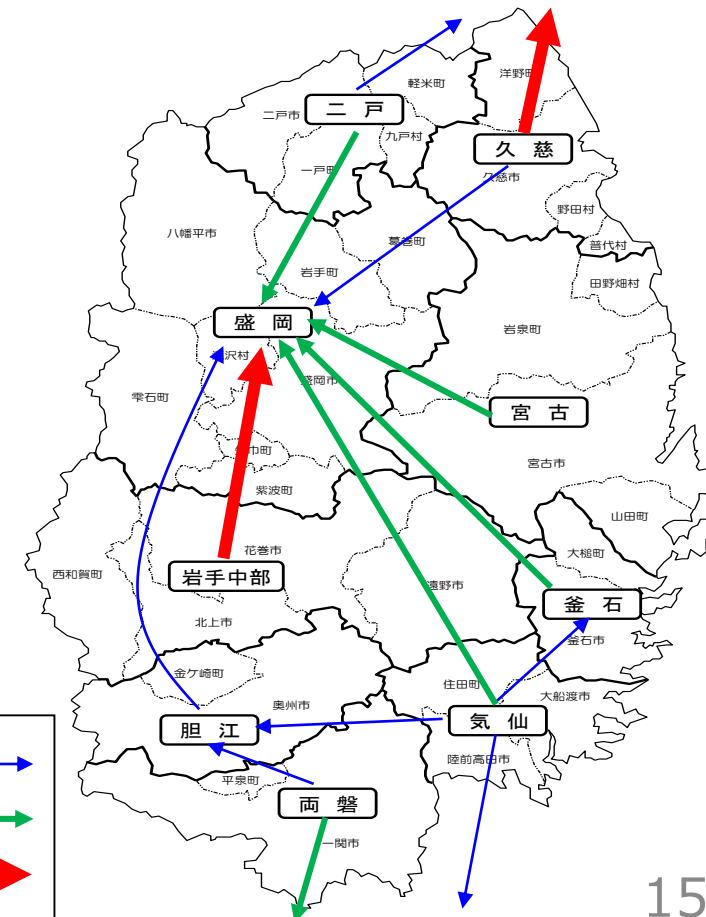 洋野町
軽米町
二戸市
二戸
九戸村
久慈
一戸町
久慈市
野田村
八幡平市
葛巻町
普代村
岩手町
田野畑村
盛岡
岩泉町
沢村
盛岡市
雫石町
宮古
巾町
宮古市
紫波町
山田町
花巻市
大槌町
西和賀町
岩手中部
遠野市
釜石
北上市
釜石市
金ケ崎町
住田町
大船渡市
奥州市
胆江
気仙
陸前高田市
平泉町
両磐
一関市
15